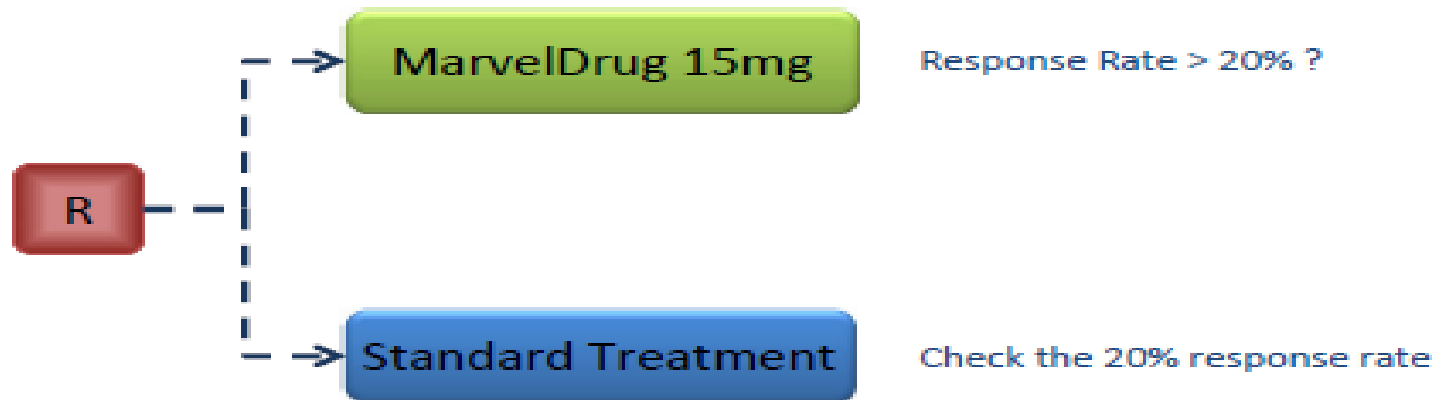 MarvelDrug 15mg
Response Rate > 20% ?
R
Standard Treatment
Check the 20% response rate